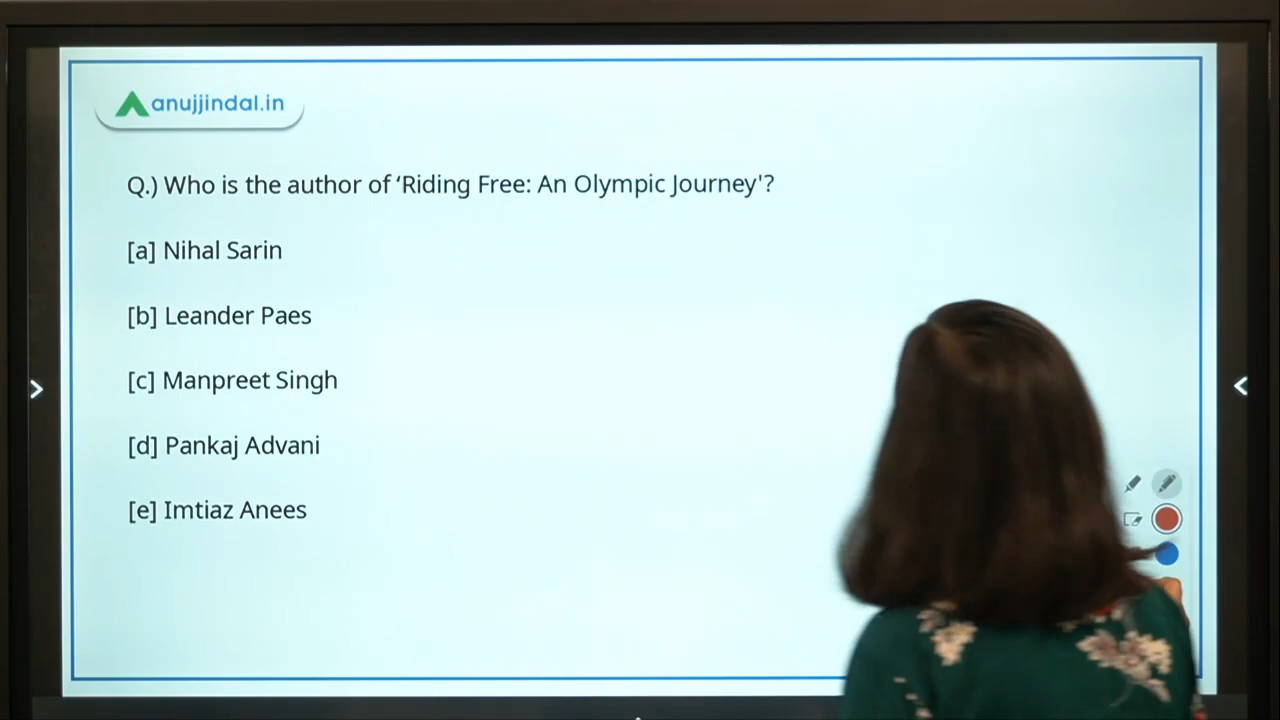 anujjindal.in
Q.) Who is the author of ‘Riding Free: An Olympic Journey'?
[a] Nihal Sarin
[b] Leander Paes
[c] Manpreet Singh
[d] Pankaj Advani
[e] Imtiaz Anees